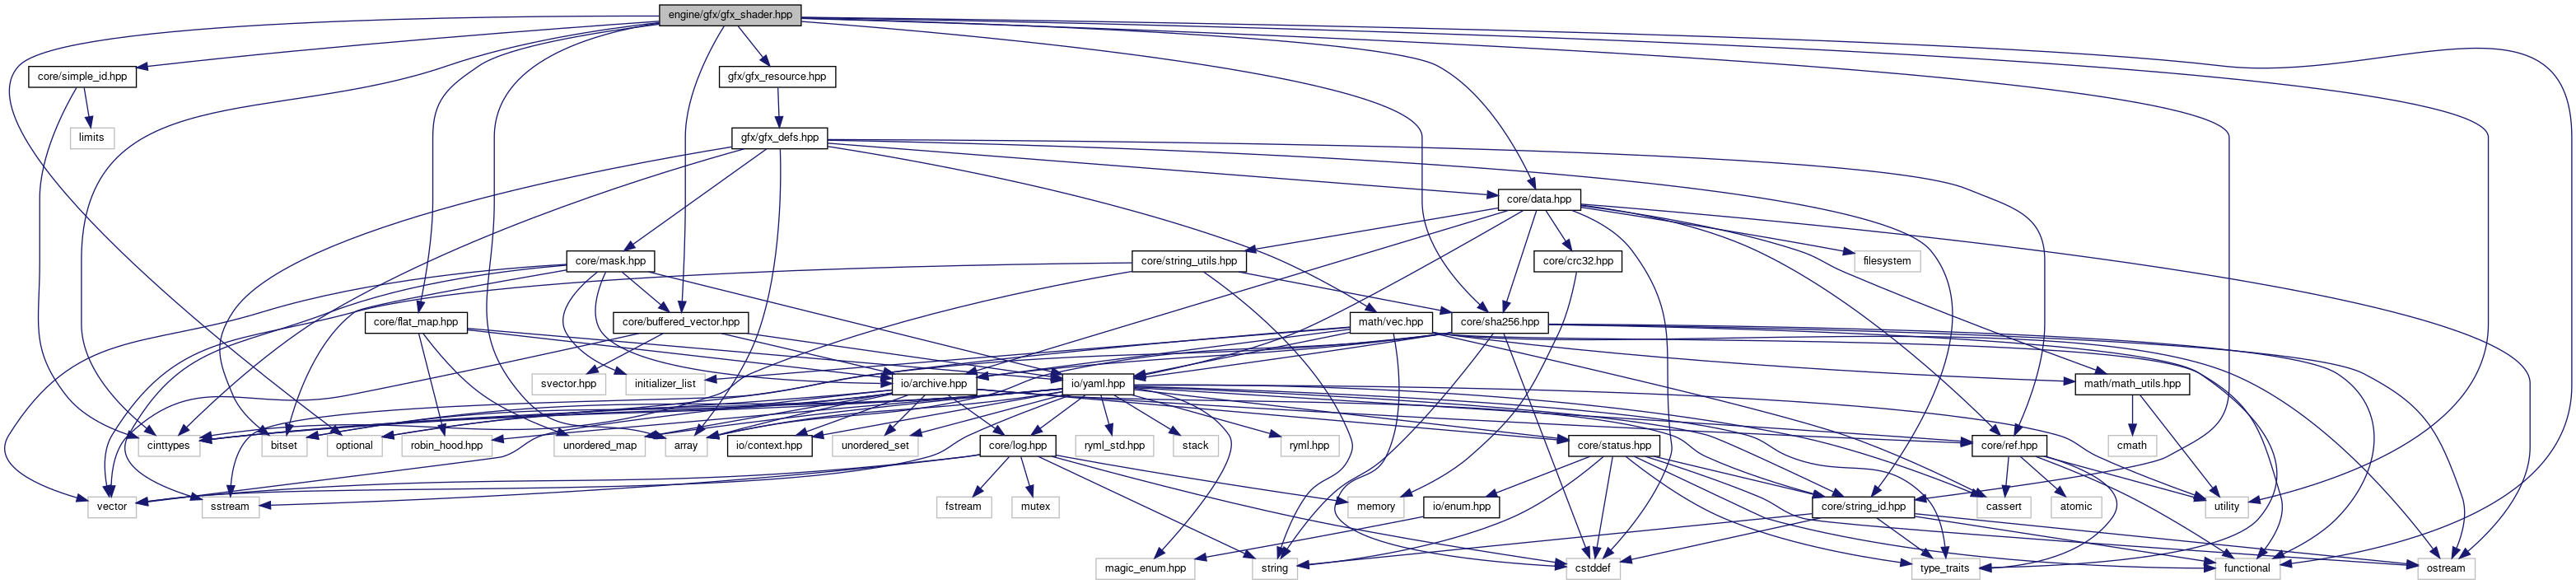 engine/gfx/gfx_shader.hpp
core/simple_id.hpp
gfx/gfx_resource.hpp
limits
gfx/gfx_defs.hpp
core/data.hpp
core/mask.hpp
core/string_utils.hpp
core/crc32.hpp
filesystem
core/flat_map.hpp
core/buffered_vector.hpp
math/vec.hpp
core/sha256.hpp
svector.hpp
initializer_list
io/archive.hpp
io/yaml.hpp
math/math_utils.hpp
cinttypes
bitset
optional
robin_hood.hpp
unordered_map
array
io/context.hpp
unordered_set
core/log.hpp
ryml_std.hpp
stack
ryml.hpp
core/status.hpp
core/ref.hpp
cmath
vector
sstream
fstream
mutex
memory
io/enum.hpp
core/string_id.hpp
cassert
atomic
utility
magic_enum.hpp
string
cstddef
type_traits
functional
ostream